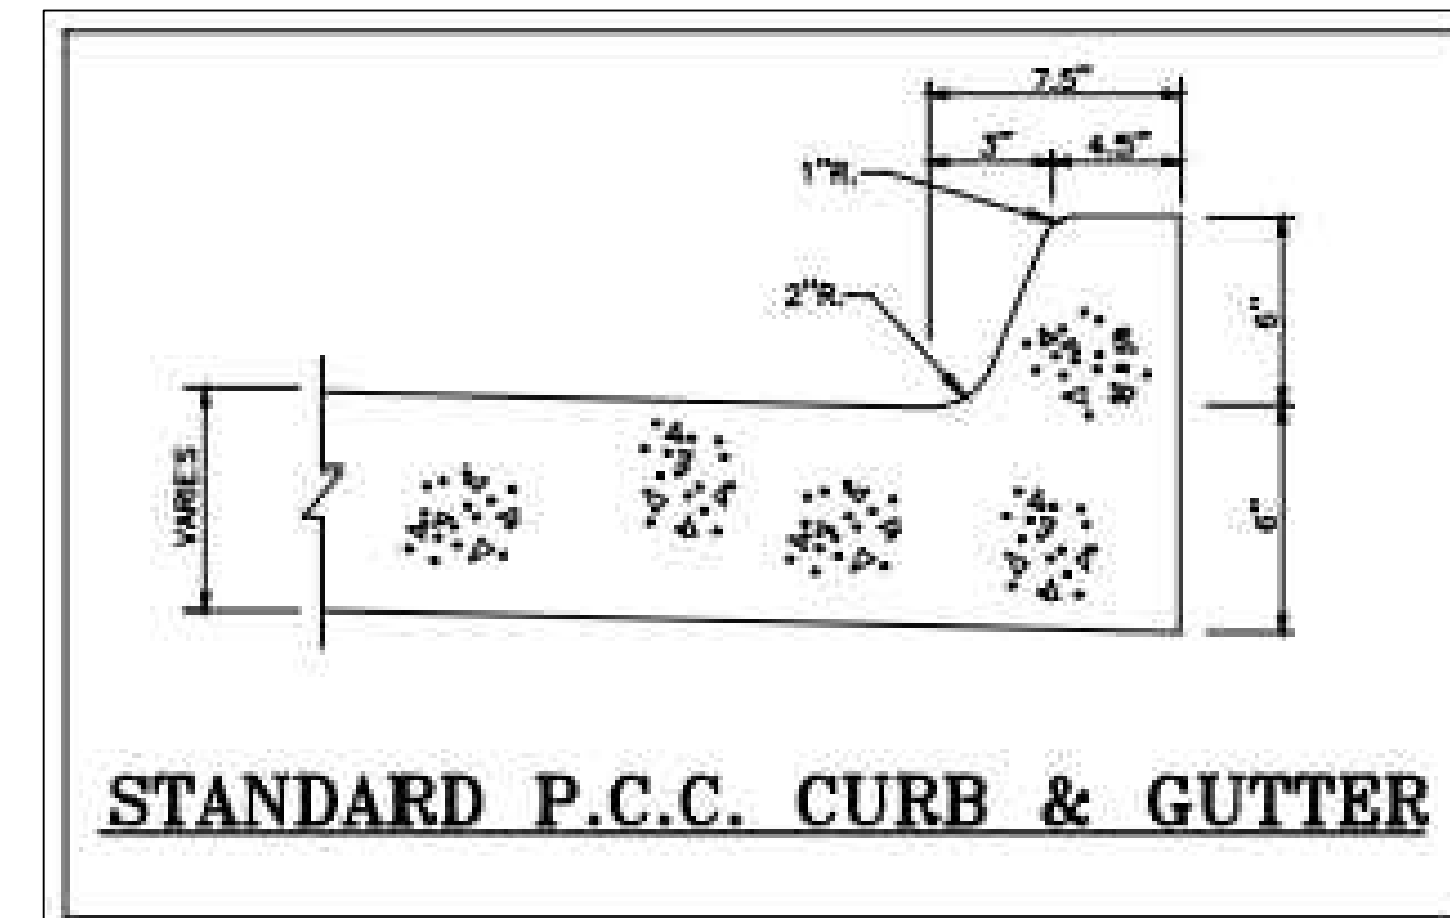 7.5"
3" 4.5"
1"R.
2"R.
6"
VARIES
6"
STANDARD P.C.C. CURB & GUTTER